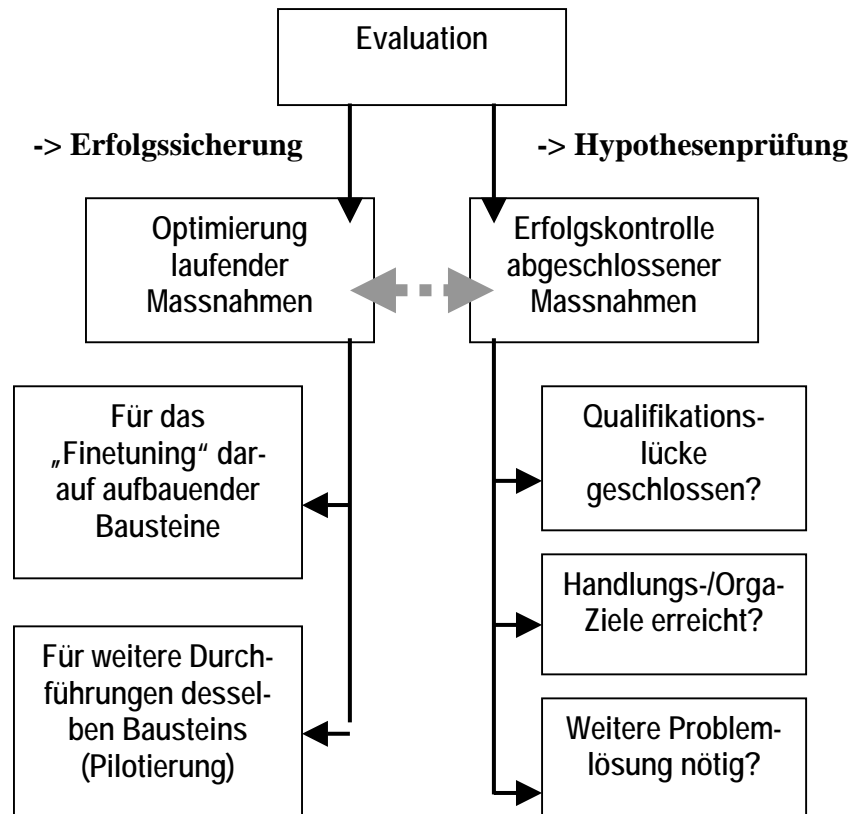 Evaluation
-> Erfolgssicherung
-> Hypothesenprüfung
Optimierung
laufender
Massnahmen
Erfolgskontrolle
abgeschlossener
Massnahmen
Für das
„Finetuning“ dar-
auf aufbauender
Bausteine
Für weitere Durch-
führungen dessel-
ben Bausteins
(Pilotierung)
Qualifikations-
lücke
geschlossen?
Handlungs-/Orga-
Ziele erreicht?
Weitere Problem-
lösung nötig?